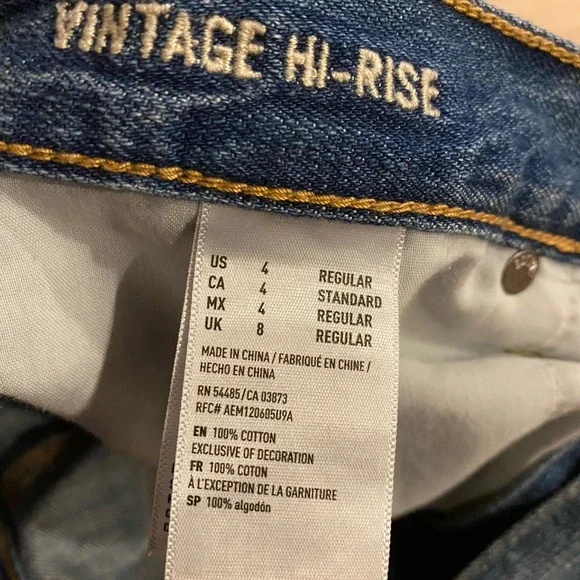 VINTAGE HI-RISE
US 4 REGULAR
CA 4 STANDARD
MX 4 REGULAR
UK 8 REGULAR
MADE IN CHINA / FABRIQUÉ EN CHINE /
HECHO EN CHINA
RN 54485/CA 03873
RFC# AEM120605U9A
EN 100% COTTON
EXCLUSIVE OF DECORATION
FR 100% COTON
À L'EXCEPTION DE LA GARNITURE
SP 100% algodón